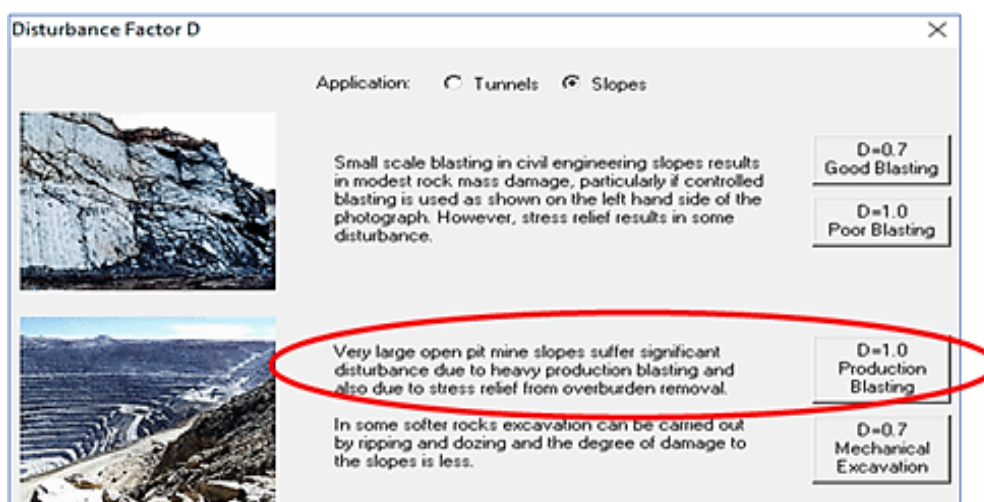 Disturbance Factor D
Application: Tunnels Slopes
Small scale blasting in civil engineering slopes results
in modest rock mass damage, particularly if controlled
blasting is used as shown on the left hand side of the
photograph. However, stress relief results in some
disturbance.
D=0.7
Good Blasting
D=1.0
Poor Blasting
Very large open pit mine slopes suffer significant
disturbance due to heavy production blasting and
also due to stress relief from overburden removal.
D=1.0
Production
Blasting
In some softer rocks excavation can be carried out
by ripping and dozing and the degree of damage to
the slopes is less.
D=0.7
Mechanical
Excavation